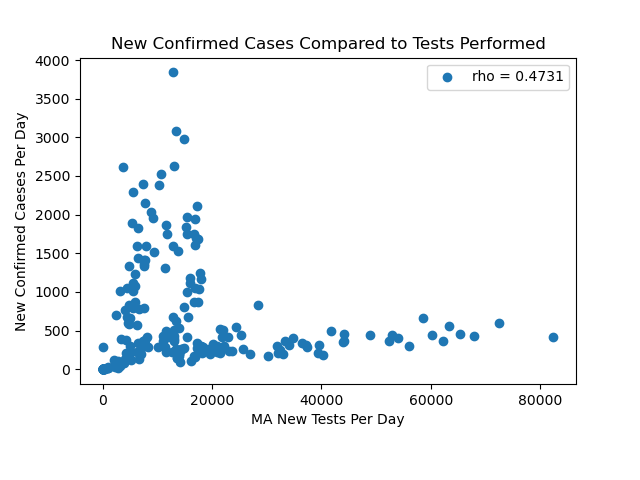 New Confirmed Cases Compared to Tests Performed
rho = 0.4731
4000
3500
3000
2500
2000
1500
1000
500
0
New Confirmed Caeses Per Day
0 20000 40000 60000 80000
MA New Tests Per Day